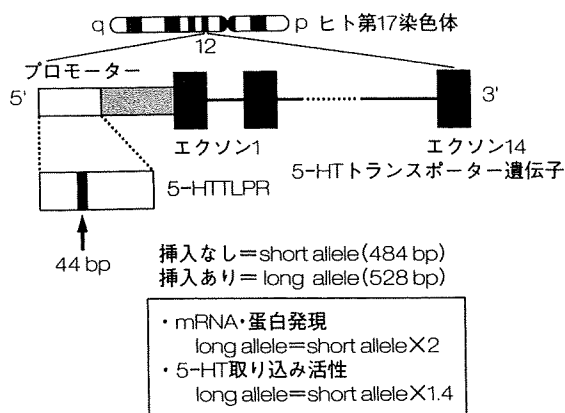 q p ヒト第17染色体
12
プロモーター
5' 3'
エクソン1 エクソン14
5-HTトランスポーター遺伝子
5-HTTLPR
44 bp
挿入なし=short allele(484 bp)
挿入あり=long allele(528 bp)
・mRNA・蛋白発現
long allele=short allele×2
・5-HT取り込み活性
long allele=short allele×1.4